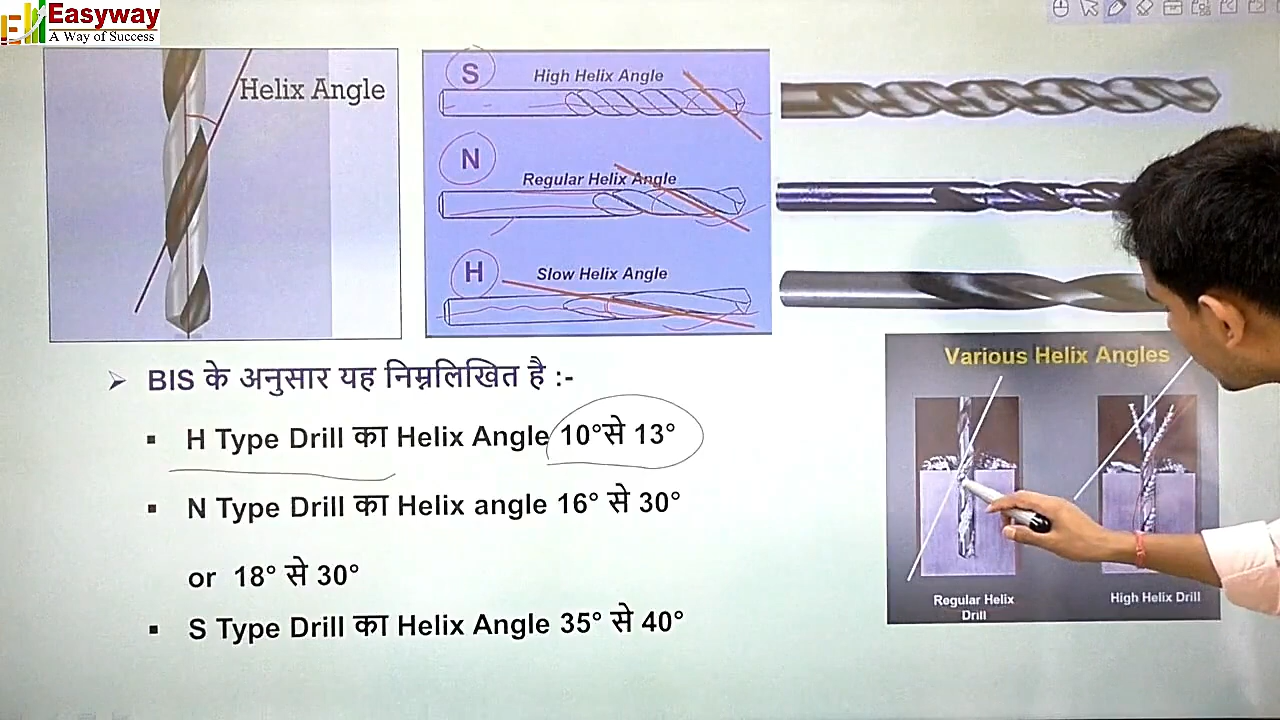 Easyway
A Way of Success
Helix Angle
S
High Helix Angle
N
Regular Helix Angle
H
Slow Helix Angle
➢ BIS के अनुसार यह निम्नलिखित है :-
▪ H Type Drill का Helix Angle 10°से 13°
▪ N Type Drill का Helix angle 16° से 30°
or 18° से 30°
▪ S Type Drill का Helix Angle 35° से 40°
Various Helix Angles
Regular Helix
Drill
High Helix Drill